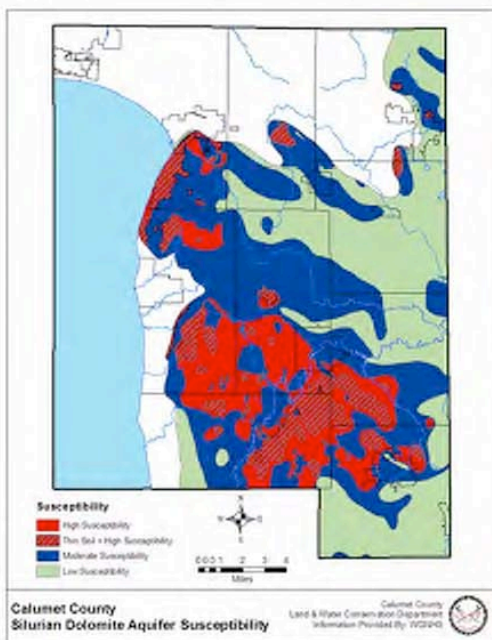 Susceptibility
High Susceptibility
Thin Soil + High Susceptibility
Moderate Susceptibility
Low Susceptibility
Miles
Calumet County
Silurian Dolomite Aquifer Susceptibility
Calumet County
Land & Water Conservation Department
Information Provided By: WGNHS